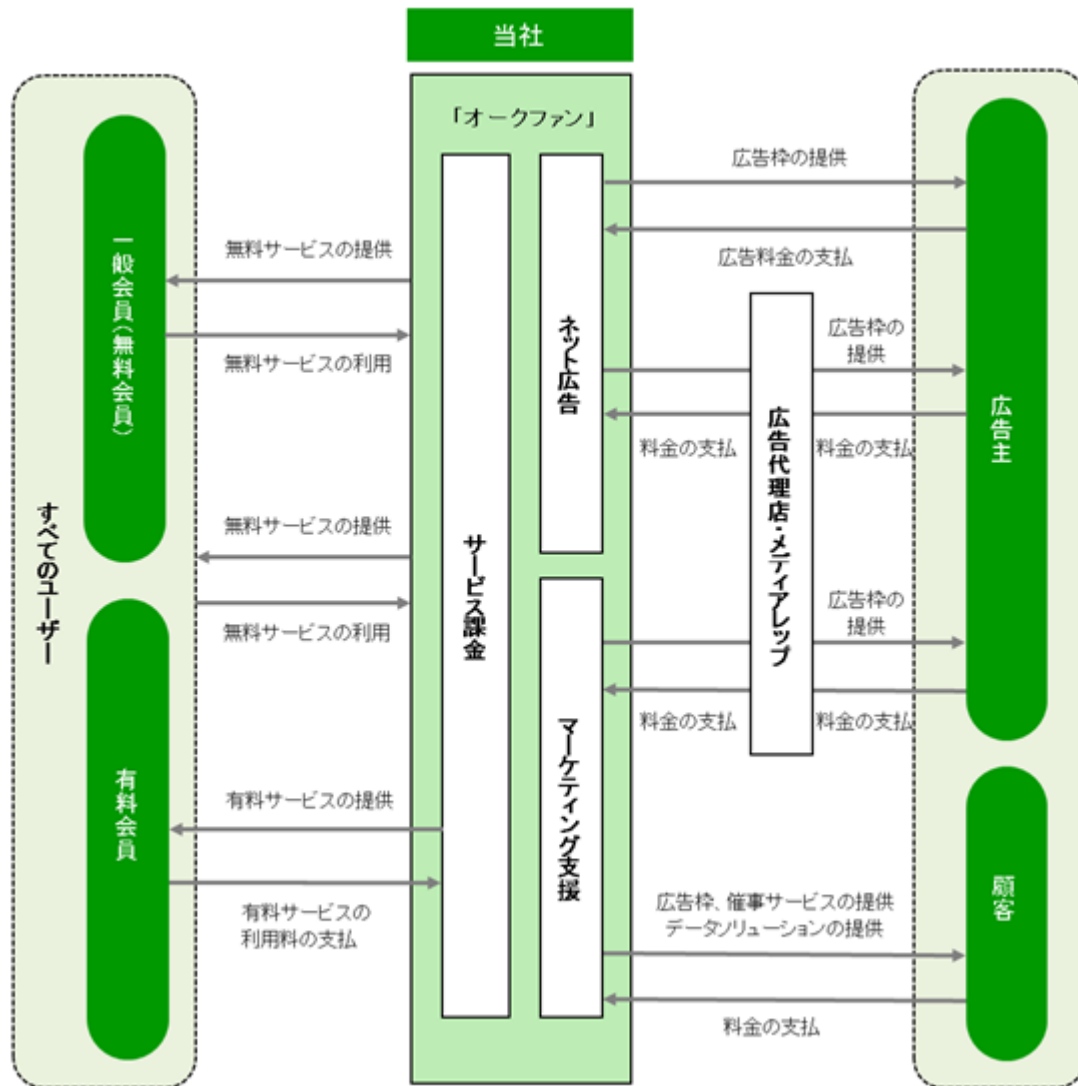 当社
「オークファン」
すべてのユーザー
一般会員(無料会員)
有料会員
無料サービスの提供
無料サービスの利用
無料サービスの提供
無料サービスの利用
有料サービスの提供
有料サービスの
利用料の支払
サービス課金
ネット広告
マーケティング支援
広告枠の提供
広告料金の支払
広告枠の
提供
料金の支払
料金の支払
広告代理店・メディアレップ
広告枠の
提供
料金の支払
料金の支払
広告枠、催事サービスの提供
データソリューションの提供
料金の支払
広告主
顧客